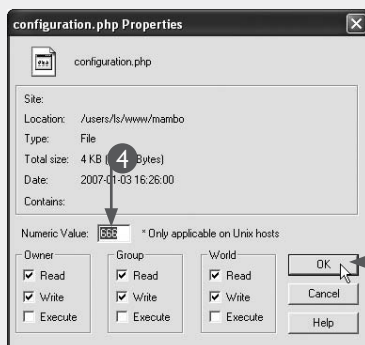 configuration.php Properties
configuration.php
Site:
Location: /users/ls/www/mambo
Type: File
Total size: 4 KB Bytes)
4
Date: 2007-01-03 16:26:00
Contains:
Numeric Value: 666 * Only applicable on Unix hosts
Owner Group World
Read Read Read OK
Write Write Write Cancel
Execute Execute Execute Help